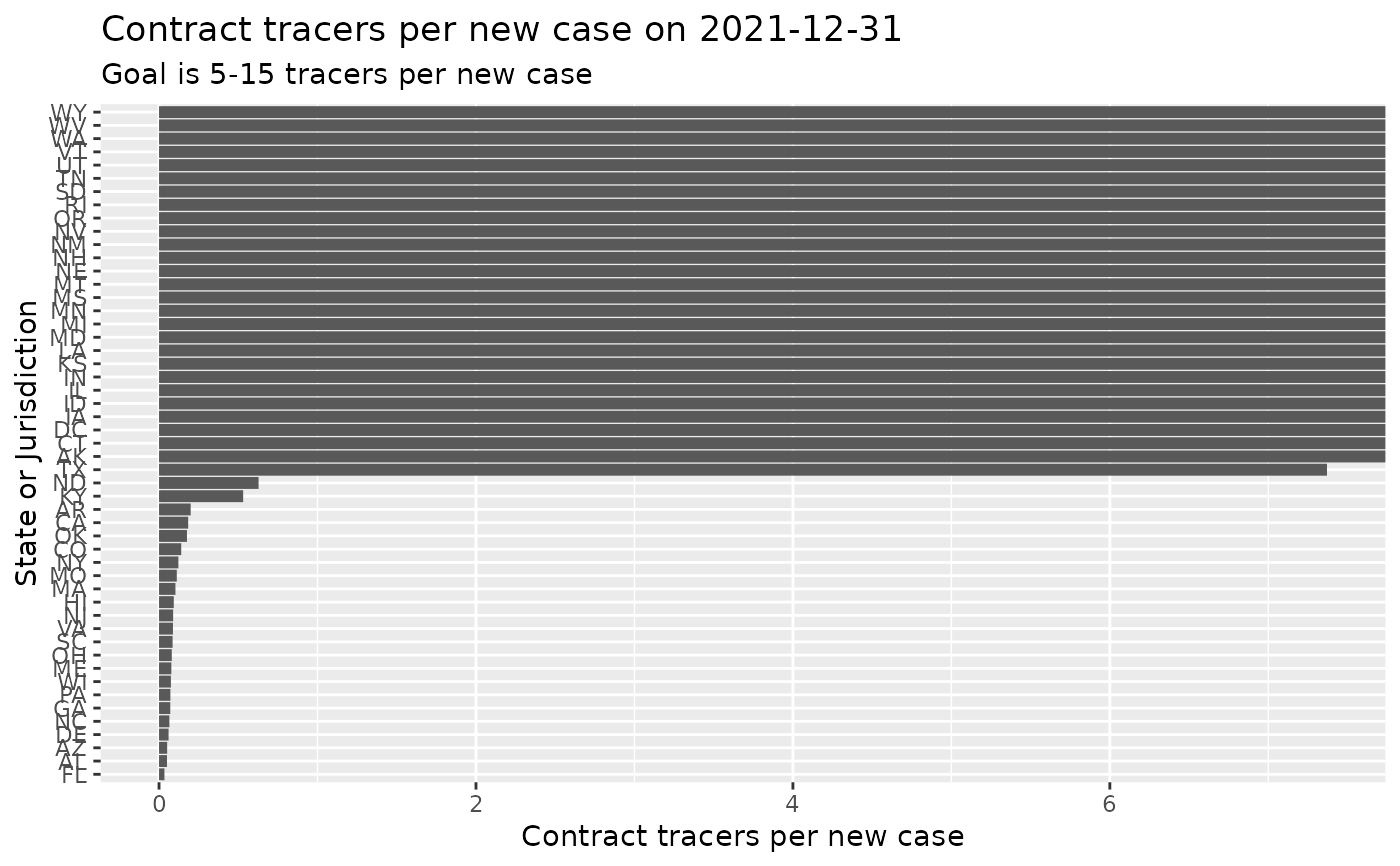 Contract tracers per new case on 2021-12-31
Goal is 5-15 tracers per new case
WY
WV
WA
VT
UT
TN
SD
RI
OR
NV
NM
NH
NE
MT
MS
MN
MI
MD
LA
KS
IN
IL
ID
IA
DC
CT
AK
TX
ND
KY
AR
CA
OK
CO
NY
MO
MA
HI
NJ
VA
SC
OH
ME
WI
PA
GA
NC
DE
AZ
AL
FL
State or Jurisdiction
0 2 4 6
Contract tracers per new case